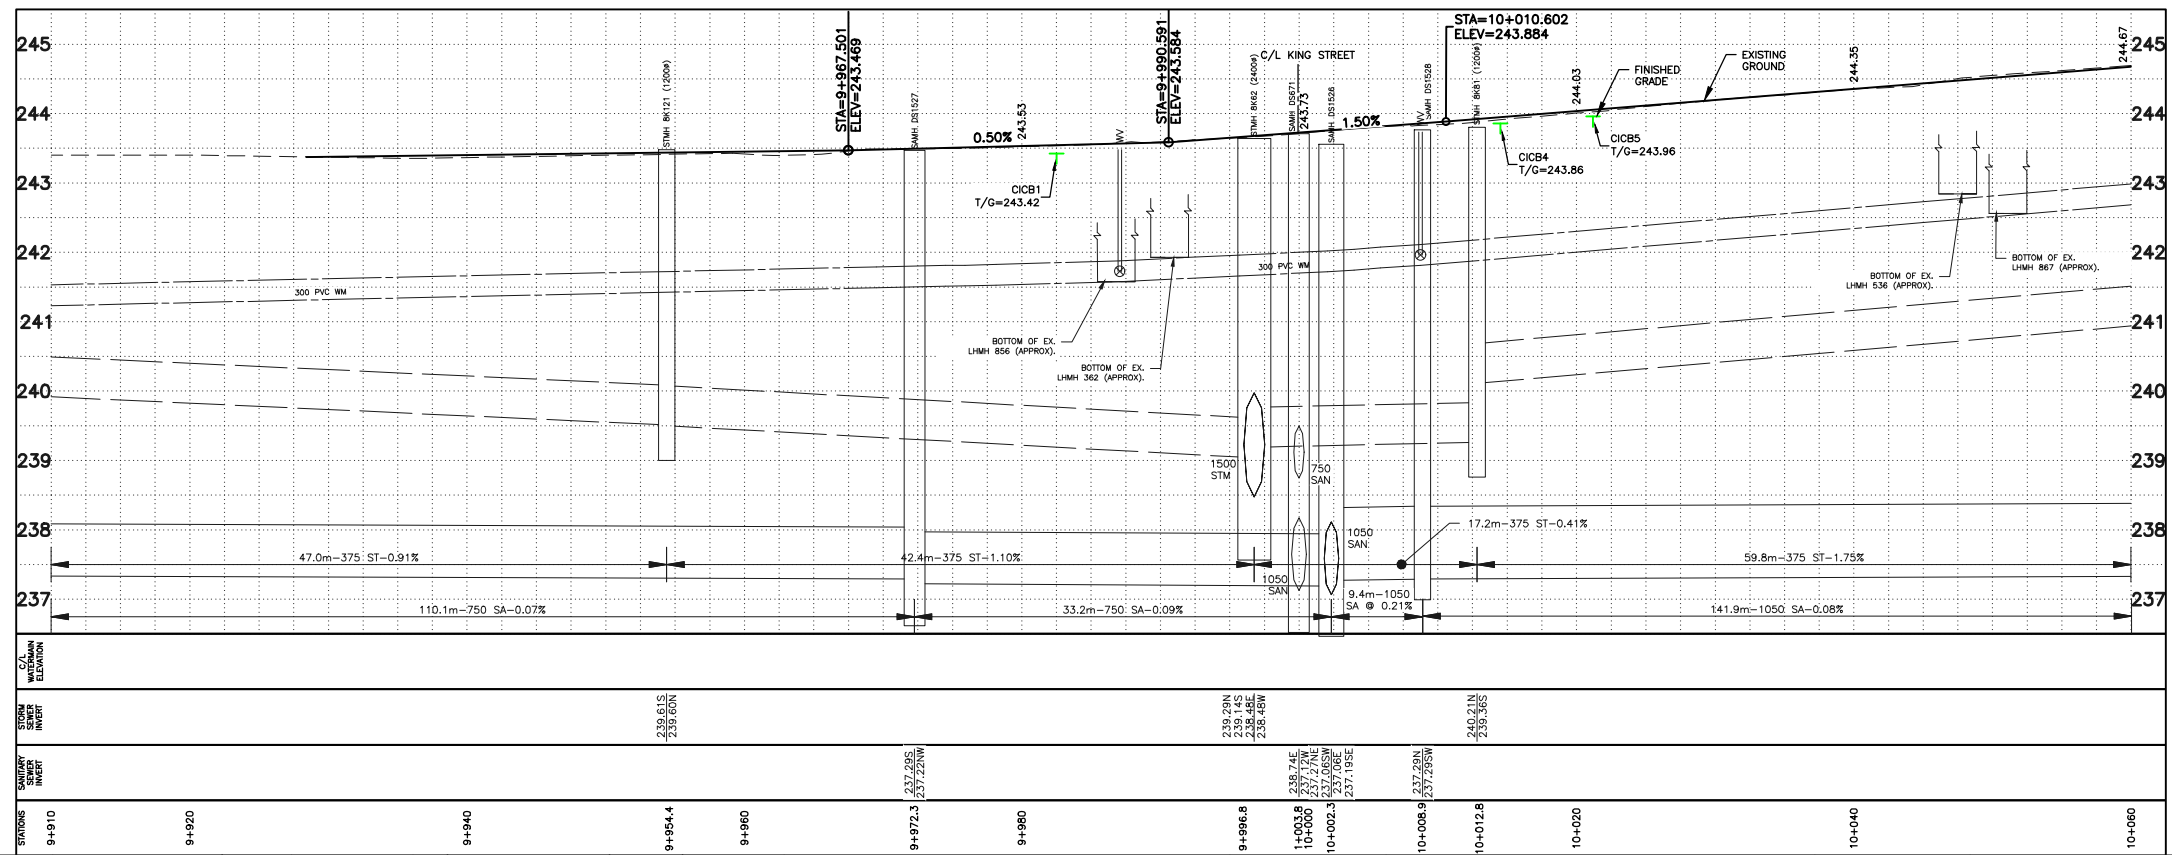 STA=9+967.501
ELEV=243.469
STA=9+990.591
ELEV=243.584
STA=10+010.602
ELEV=243.884
C/L KING STREET
EXISTING
GROUND
FINISHED
GRADE
245
244
243
242
241
240
239
238
237
245
244
243
242
241
240
239
238
237
STMH 8K121 (1200ø)
SAMH DS1527
243.53
0.50%
WV
STMH 8K62 (2400ø)
SAMH DS671
243.73
SAMH DS1526
1.50%
WV
SAMH DS1528
STMH 8K81 (1200ø)
244.03
244.35
244.67
CICB1
T/G=243.42
CICB4
T/G=243.86
CICB5
T/G=243.96
300 PVC WM
300 PVC WM
BOTTOM OF EX.
LHMH 856 (APPROX).
BOTTOM OF EX.
LHMH 362 (APPROX).
BOTTOM OF EX.
LHMH 536 (APPROX).
BOTTOM OF EX.
LHMH 867 (APPROX).
1500
STM
750
SAN
1050
SAN
1050
SAN
17.2m-375 ST-0.41%
47.0m-375 ST-0.91%
42.4m-375 ST-1.10%
59.8m-375 ST-1.75%
110.1m-750 SA-0.07%
33.2m-750 SA-0.09%
9.4m-1050
SA @ 0.21%
141.9m-1050 SA-0.08%
C/L
WATERMAIN
ELEVATION
STORM
SEWER
INVERT
239.61S
239.60N
239.29N
239.14S
238.48E
238.48W
240.21N
239.36S
SANITARY
SEWER
INVERT
237.29S
237.22NW
238.74E
237.12W
237.27NE
237.06SW
237.06E
237.19SE
237.29N
237.29SW
STATIONS
9+910
9+920
9+940
9+954.4
9+960
9+972.3
9+980
9+996.8
1+003.8
10+000
10+002.3
10+008.9
10+012.8
10+020
10+040
10+060